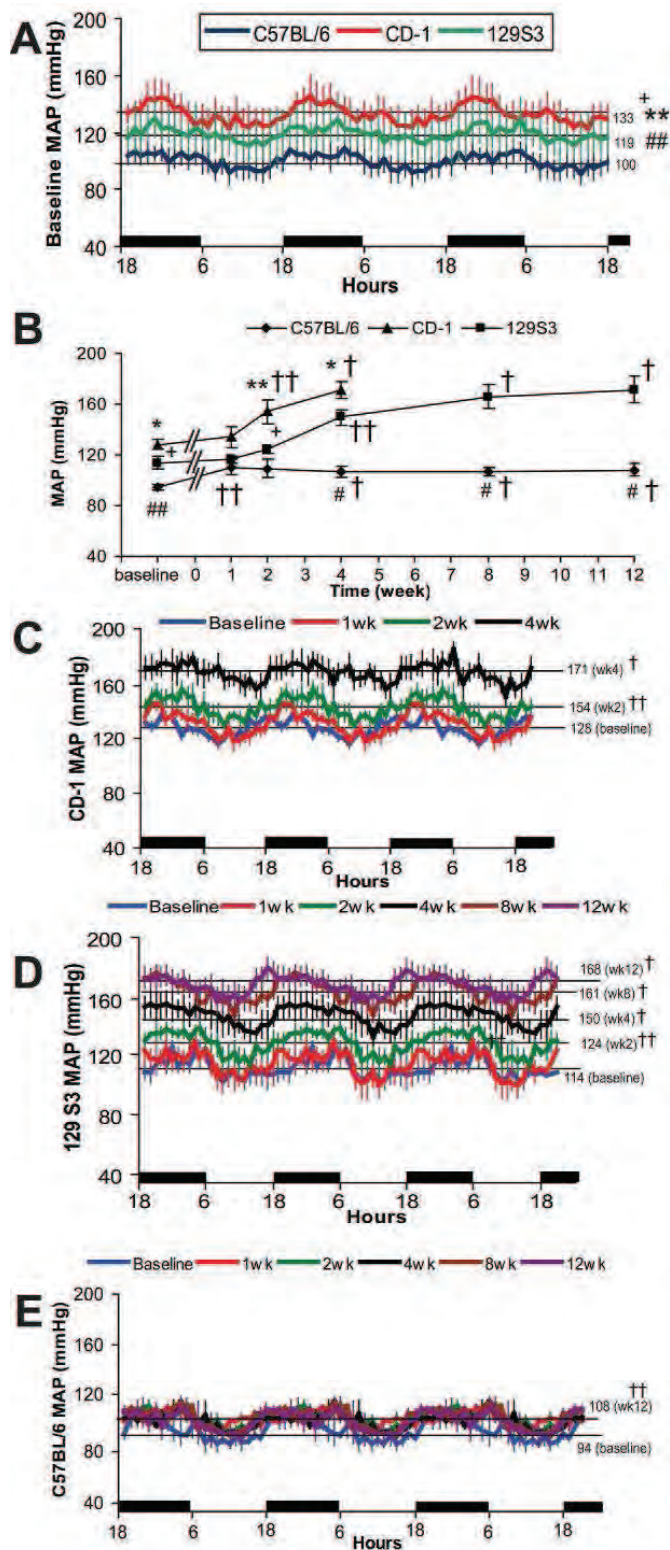 A
C57BL/6 CD-1 129S3
Baseline MAP (mmHg)
200
160
120
80
40
+
133 **
119 ##
100
18 6 18 6 18 6 18
Hours
B
C57BL/6 CD-1 129S3
MAP (mmHg)
200
160
120
80
40
* + ## †† ** †† + * † †† # † † # † † # †
baseline 0 1 2 3 4 5 6 7 8 9 10 11 12
Time (week)
C
Baseline 1wk 2wk 4wk
CD-1 MAP (mmHg)
200
160
120
80
40
171 (wk4) †
154 (wk2) ††
128 (baseline)
18 6 18 6 18 6 18
Hours
D
Baseline 1wk 2wk 4wk 8wk 12wk
129 S3 MAP (mmHg)
200
160
120
80
40
168 (wk12) †
161 (wk8) †
150 (wk4) †
††
124 (wk2) ††
114 (baseline)
18 6 18 6 18 6 18
Hours
E
Baseline 1wk 2wk 4wk 8wk 12wk
C57BL/6 MAP (mmHg)
200
160
120
80
40
††
108 (wk12)
94 (baseline)
18 6 18 6 18 6 18
Hours